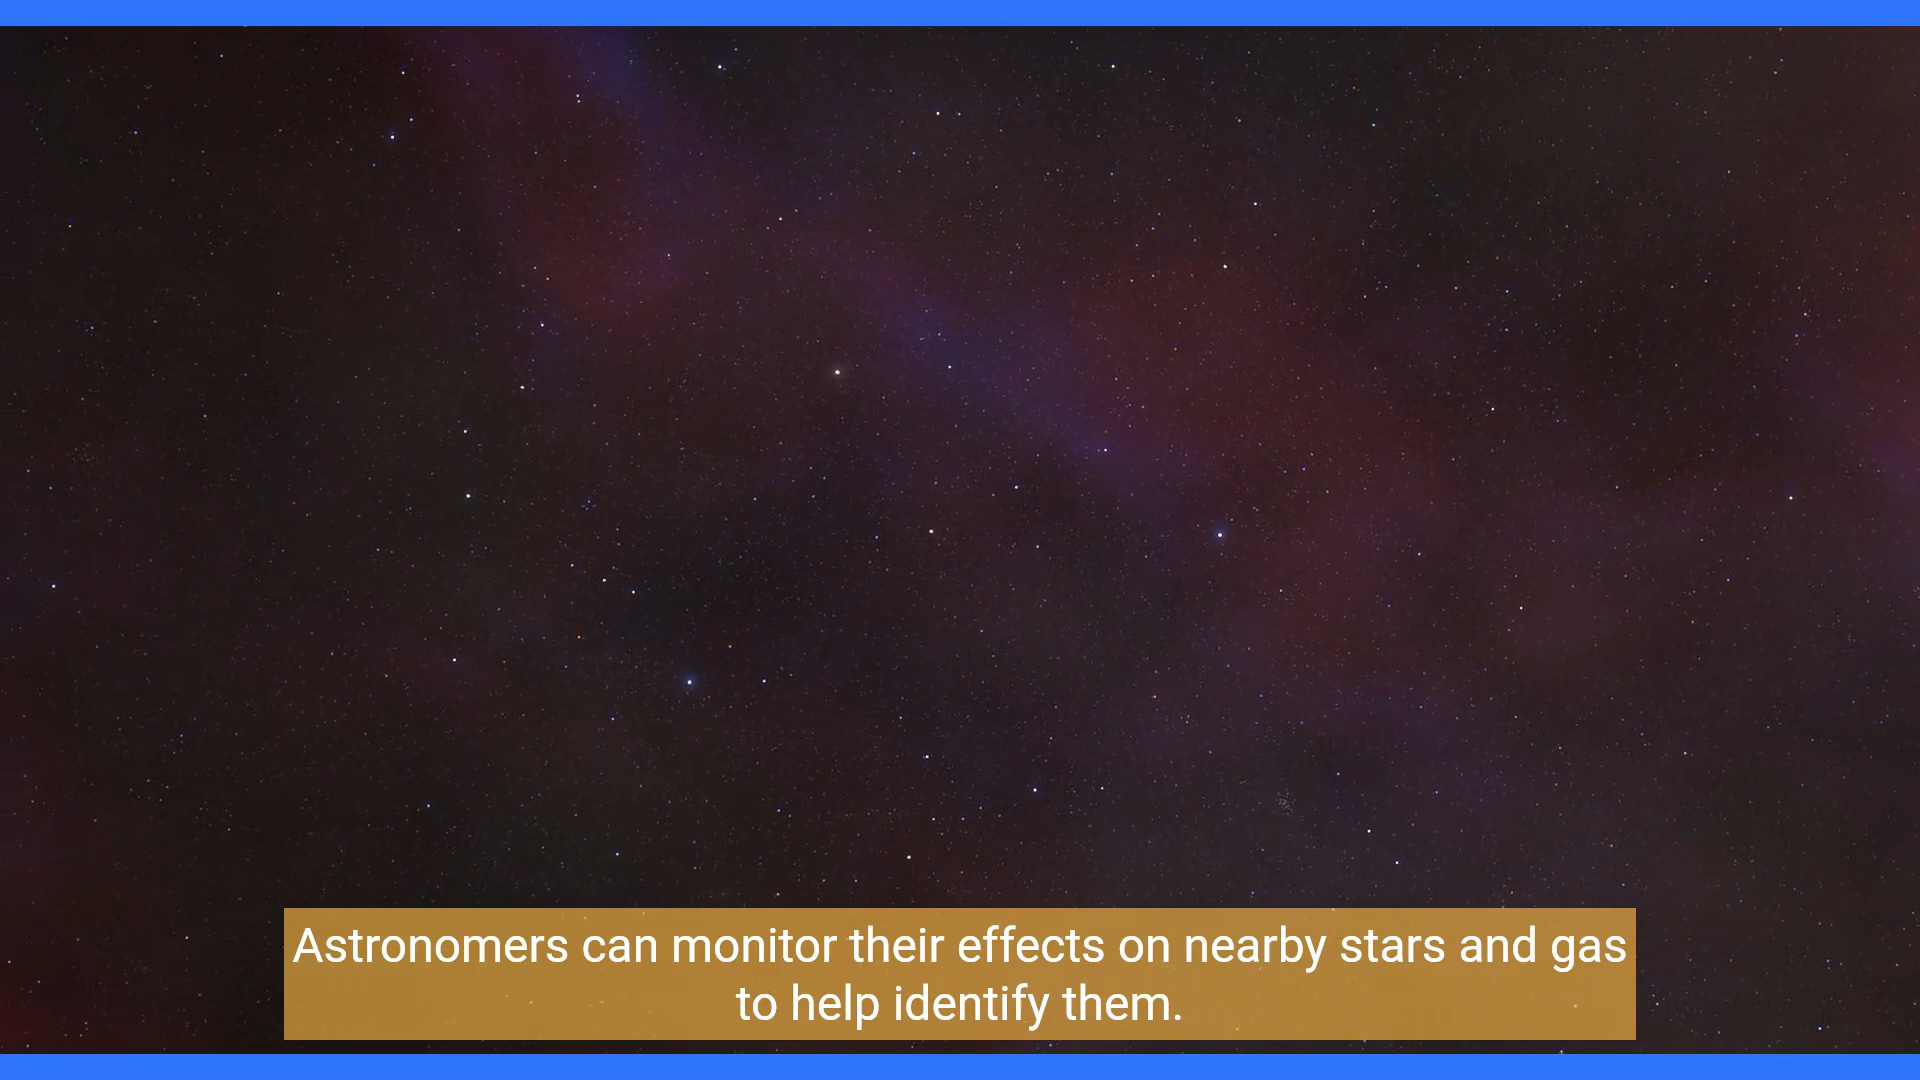 Astronomers can monitor their effects on nearby stars and gas
to help identify them.